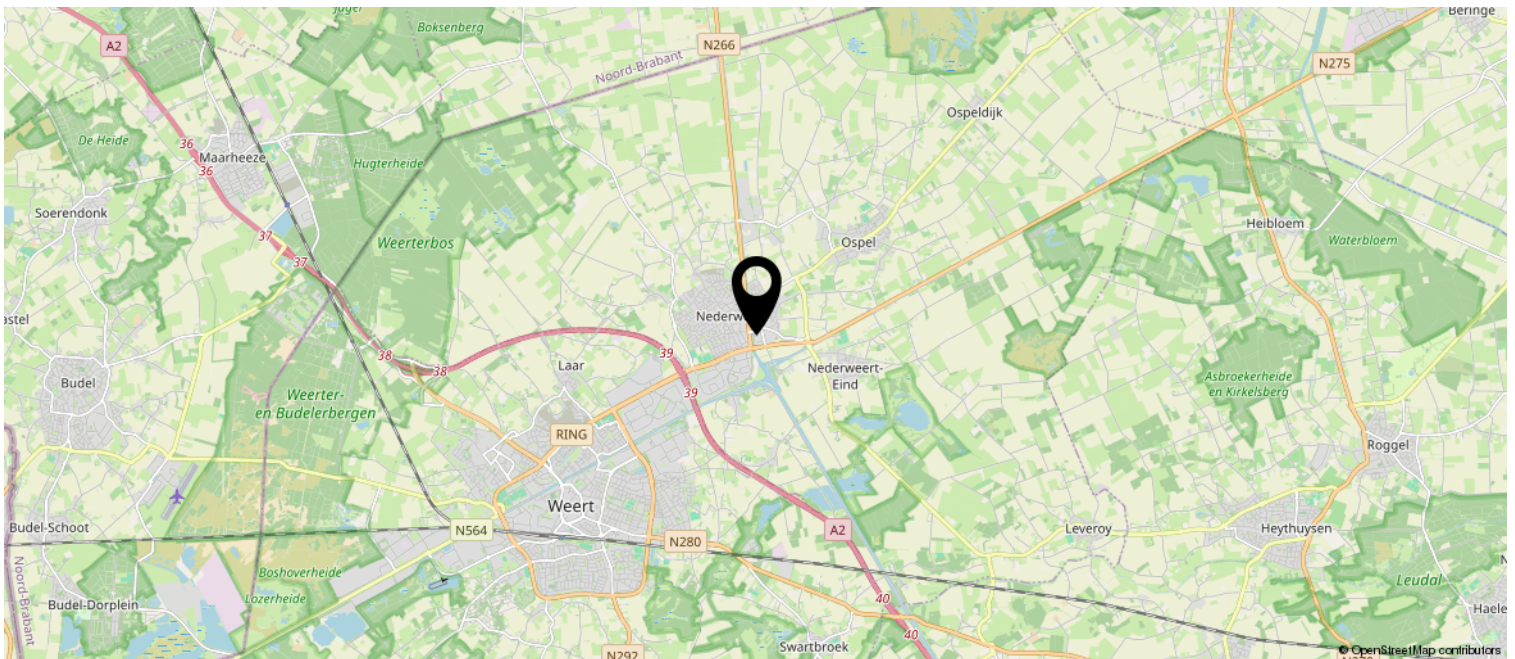 Jager
Boksenberg
Beringe
A2
N266
Noord-Brabant
N275
Ospeldijk
De Heide
36
Maarheeze
36
Hugterheide
Soerendonk
Weerterbos
Heibloem
Waterbloem
37
Ospel
37
Nederw
astel
38
38
Laar
39
Nederweert-
Eind
39
Budel
Weerter-
en Budelerbergen
Asbroekerheide
en Kirkelsberg
RING
Roggel
Weert
Budel-Schoot
N564
N280
A2
Leveroy
Heythuysen
Noord-Brabant
Boshoverheide
Lozerheide
Leudal
Budel-Dorplein
40
Haele
40
Swartbroek
N292
© OpenStreetMap contributors